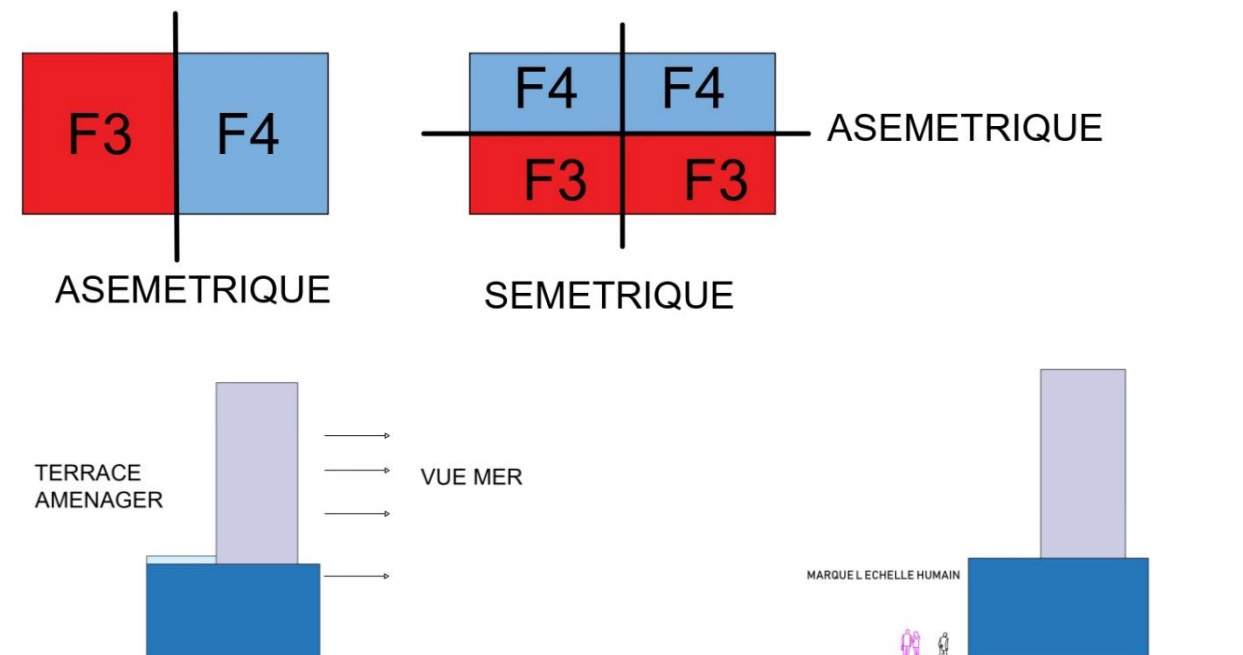 F3 F4
F4 F4
F3 F3
ASEMETRIQUE
ASEMETRIQUE
SEMETRIQUE
TERRACE
AMENAGER
VUE MER
MARQUE L ECHELLE HUMAIN